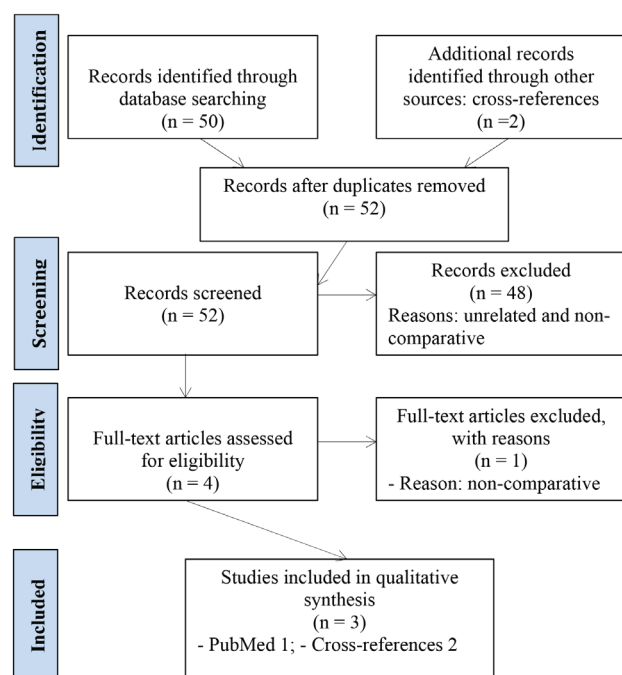 Identification
Records identified through
database searching
(n = 50)
Additional records
identified through other
sources: cross-references
(n =2)
Records after duplicates removed
(n = 52)
Screening
Records screened
(n = 52)
Records excluded
(n = 48)
Reasons: unrelated and non-
comparative
Eligibility
Full-text articles assessed
for eligibility
(n = 4)
Full-text articles excluded,
with reasons
(n = 1)
- Reason: non-comparative
Included
Studies included in qualitative
synthesis
(n = 3)
- PubMed 1; - Cross-references 2